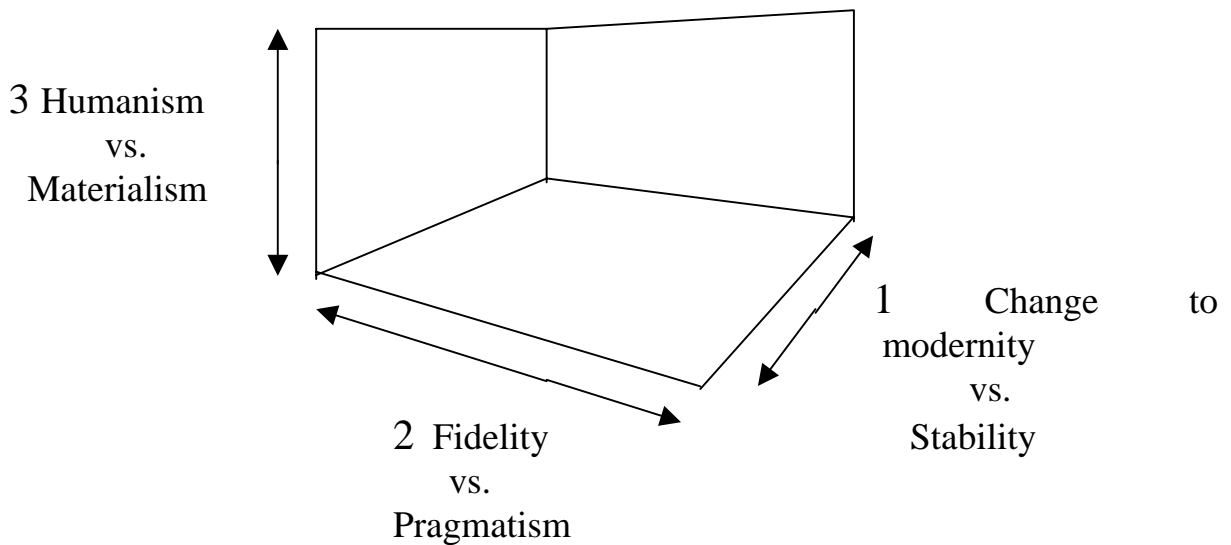 3 Humanism
vs.
Materialism
1 Change to
modernity
vs.
Stability
2 Fidelity
vs.
Pragmatism